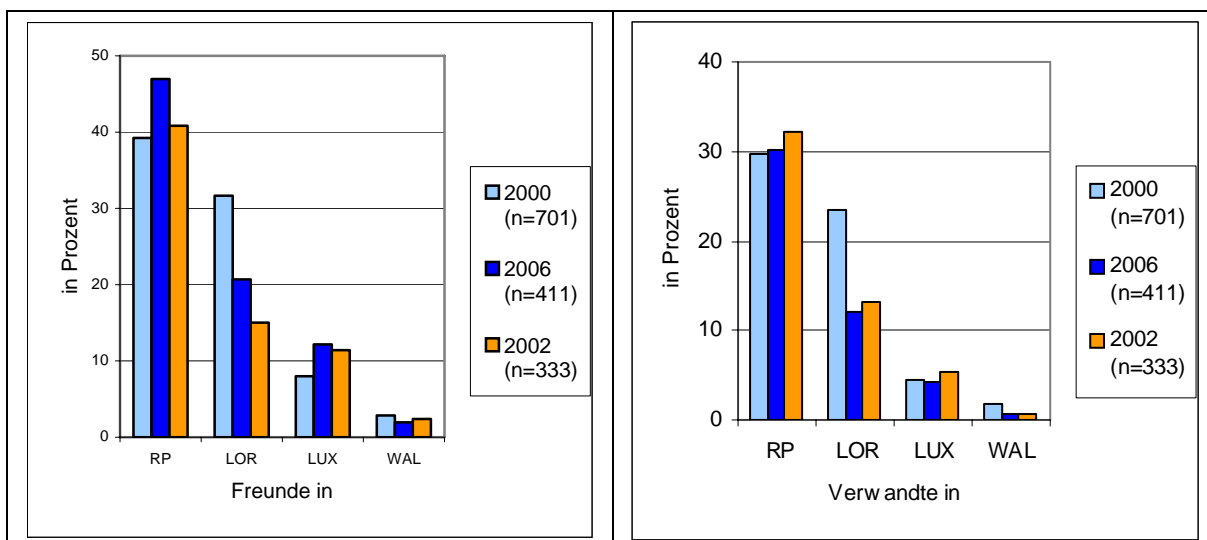 50
40
30
20
10
0
in Prozent
RP LOR LUX WAL
Freunde in
2000
(n=701)
2006
(n=411)
2002
(n=333)
40
30
20
10
0
in Prozent
RP LOR LUX WAL
Verw andte in
2000
(n=701)
2006
(n=411)
2002
(n=333)